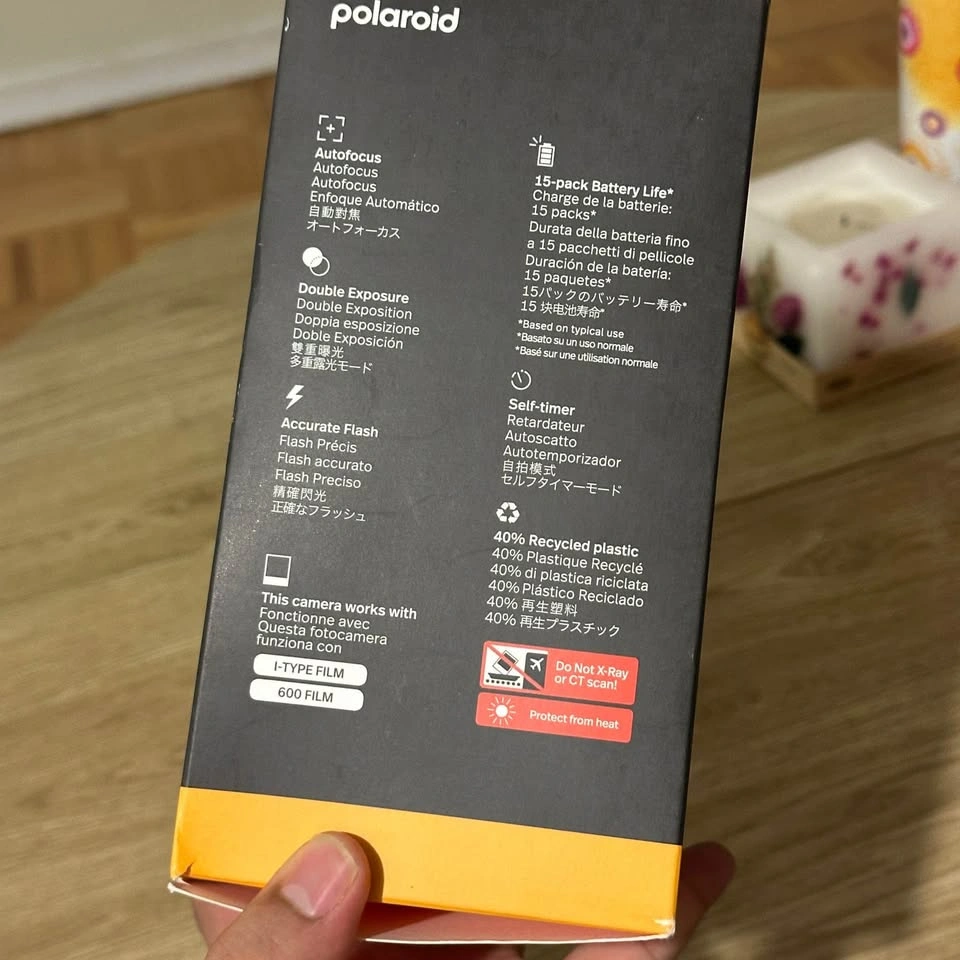 polaroid
Autofocus
Autofocus
Autofocus
Enfoque Automático
自動對焦
オートフォーカス
Double Exposure
Double Exposition
Doppia esposizione
Doble Exposición
雙重曝光
多重露光モード
Accurate Flash
Flash Précis
Flash accurato
Flash Preciso
精確閃光
正確なフラッシュ
This camera works with
Fonctionne avec
Questa fotocamera
funziona con
I-TYPE FILM
600 FILM
15-pack Battery Life*
Charge de la batterie:
15 packs*
Durata della batteria fino
a 15 pacchetti di pellicole
Duración de la batería:
15 paquetes*
15パックのバッテリー寿命*
15 块电池寿命*
*Based on typical use
*Basato su un uso normale
*Basé sur une utilisation normale
Self-timer
Retardateur
Autoscatto
Autotemporizador
自拍模式
セルフタイマーモード
40% Recycled plastic
40% Plastique Recyclé
40% di plastica riciclata
40% Plástico Reciclado
40% 再生塑料
40% 再生プラスチック
Do Not X-Ray
or CT scan!
Protect from heat